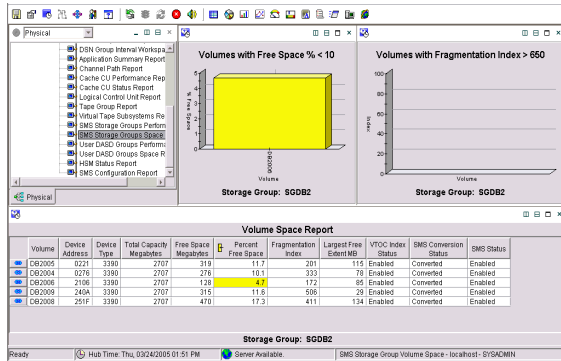 Physical
DSN Group Interval Workspa
Application Summary Report
Channel Path Report
Cache CU Performance Rep
Cache CU Status Report
Logical Control Unit Report
Tape Group Report
Virtual Tape Subsystems Re
SMS Storage Groups Perform
SMS Storage Groups Space
User DASD Groups Performa
User DASD Groups Space R
HSM Status Report
SMS Configuration Report
Physical
Volumes with Free Space % < 10
% Free Space
5
4
3
2
1
0
DB2006
Volume
Storage Group: SGDB2
Volumes with Fragmentation Index > 650
Index
100
80
60
40
20
0
Volume
Storage Group: SGDB2
Volume Space Report
Volume Device Address Device Type Total Capacity Megabytes Free Space Megabytes Percent Free Space Fragmentation Index Largest Free Extent MB VTOC Index Status SMS Conversion Status SMS Status
DB2005 0221 3390 2707 319 11.7 201 115 Enabled Converted Enabled
DB2004 0276 3390 2707 276 10.1 333 78 Enabled Converted Enabled
DB2006 2106 3390 2707 128 4.7 172 85 Enabled Converted Enabled
DB2009 240A 3390 2707 315 11.6 506 29 Enabled Converted Enabled
DB2008 251F 3390 2707 470 17.3 411 134 Enabled Converted Enabled
Storage Group: SGDB2
Ready
Hub Time: Thu, 03/24/2005 01:51 PM
Server Available.
SMS Storage Group Volume Space - localhost - SYSADMIN